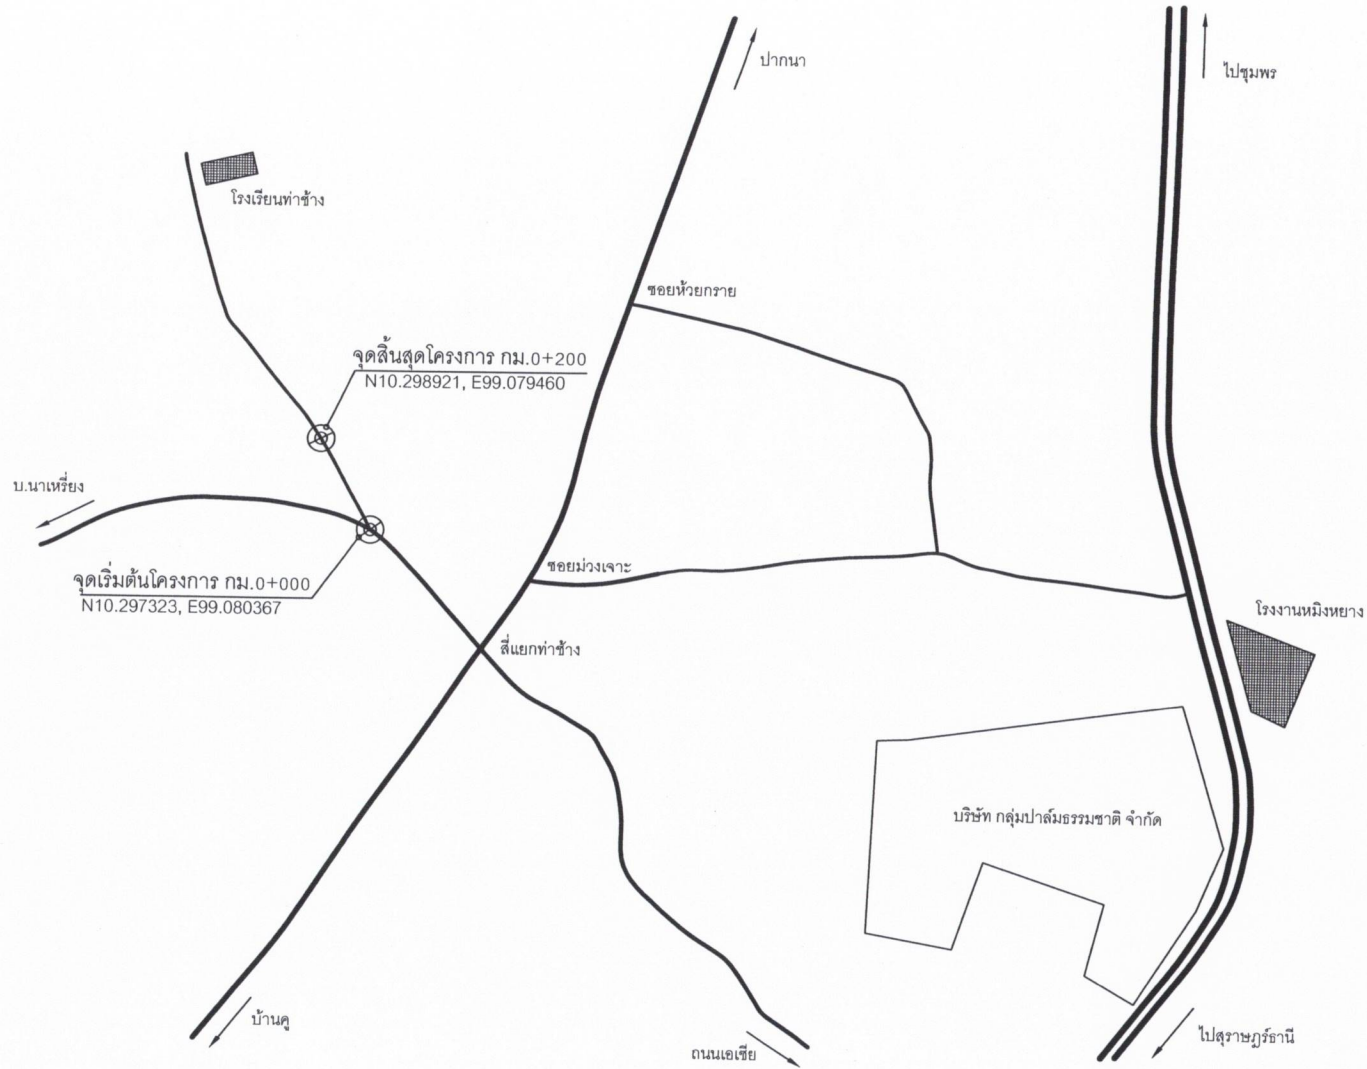 ปากนา
ไปชุมพร
โรงเรียนท่าช้าง
ซอยห้วยกราย
จุดสิ้นสุดโครงการ กม.0+200
N10.298921, E99.079460
บ.นาเหรี่ยง
ซอยม่วงเจาะ
จุดเริ่มต้นโครงการ กม.0+000
N10.297323, E99.080367
โรงงานหมิงหยาง
สี่แยกท่าช้าง
บริษัท กลุ่มปาล์มธรรมชาติ จำกัด
บ้านคู
ไปสุราษฎร์ธานี
ถนนเอเชีย